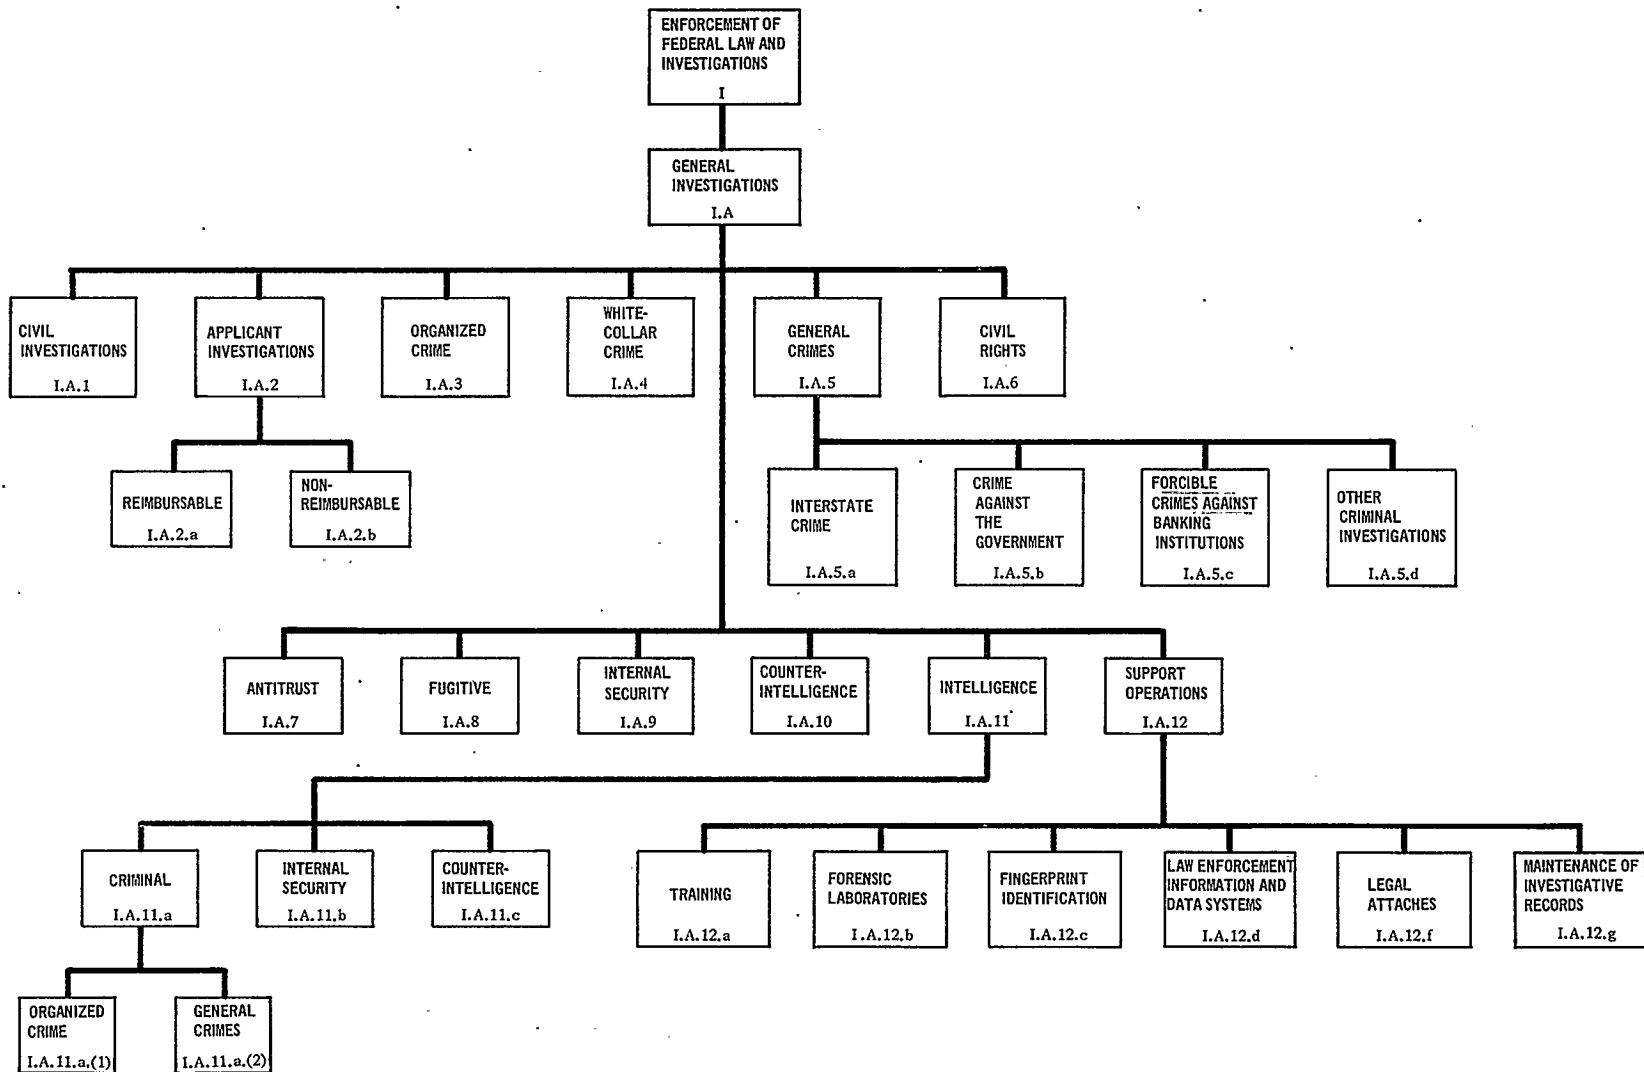 ENFORCEMENT OF
FEDERAL LAW AND
INVESTIGATIONS
I
GENERAL
INVESTIGATIONS
I.A
CIVIL
INVESTIGATIONS
I.A.1
APPLICANT
INVESTIGATIONS
I.A.2
ORGANIZED
CRIME
I.A.3
WHITE-
COLLAR
CRIME
I.A.4
GENERAL
CRIMES
I.A.5
CIVIL
RIGHTS
I.A.6
REIMBURSABLE
I.A.2.a
NON-
REIMBURSABLE
I.A.2.b
INTERSTATE
CRIME
I.A.5.a
CRIME
AGAINST
THE
GOVERNMENT
I.A.5.b
FORCIBLE
CRIMES AGAINST
BANKING
INSTITUTIONS
I.A.5.c
OTHER
CRIMINAL
INVESTIGATIONS
I.A.5.d
ANTITRUST
I.A.7
FUGITIVE
I.A.8
INTERNAL
SECURITY
I.A.9
COUNTER-
INTELLIGENCE
I.A.10
INTELLIGENCE
I.A.11
SUPPORT
OPERATIONS
I.A.12
CRIMINAL
I.A.11.a
INTERNAL
SECURITY
I.A.11.b
COUNTER-
INTELLIGENCE
I.A.11.c
TRAINING
I.A.12.a
FORENSIC
LABORATORIES
I.A.12.b
FINGERPRINT
IDENTIFICATION
I.A.12.c
LAW ENFORCEMENT
INFORMATION AND
DATA SYSTEMS
I.A.12.d
LEGAL
ATTACHES
I.A.12.f
MAINTENANCE OF
INVESTIGATIVE
RECORDS
I.A.12.g
ORGANIZED
CRIME
I.A.11.a.(1)
GENERAL
CRIMES
I.A.11.a.(2)